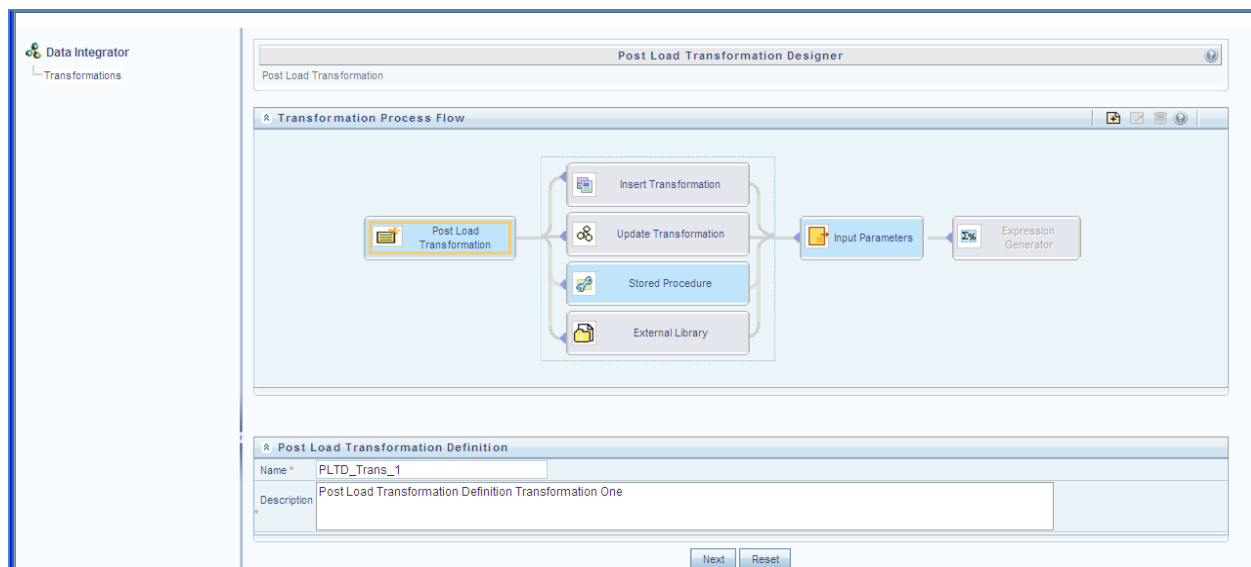 Data Integrator
Transformations
Post Load Transformation Designer
Post Load Transformation
Transformation Process Flow
Insert Transformation
Post Load
Transformation
Update Transformation
Input Parameters
Σ%
Expression
Generator
Stored Procedure
External Library
Post Load Transformation Definition
Name * PLTD_Trans_1
Description * Post Load Transformation Definition Transformation One
Next Reset